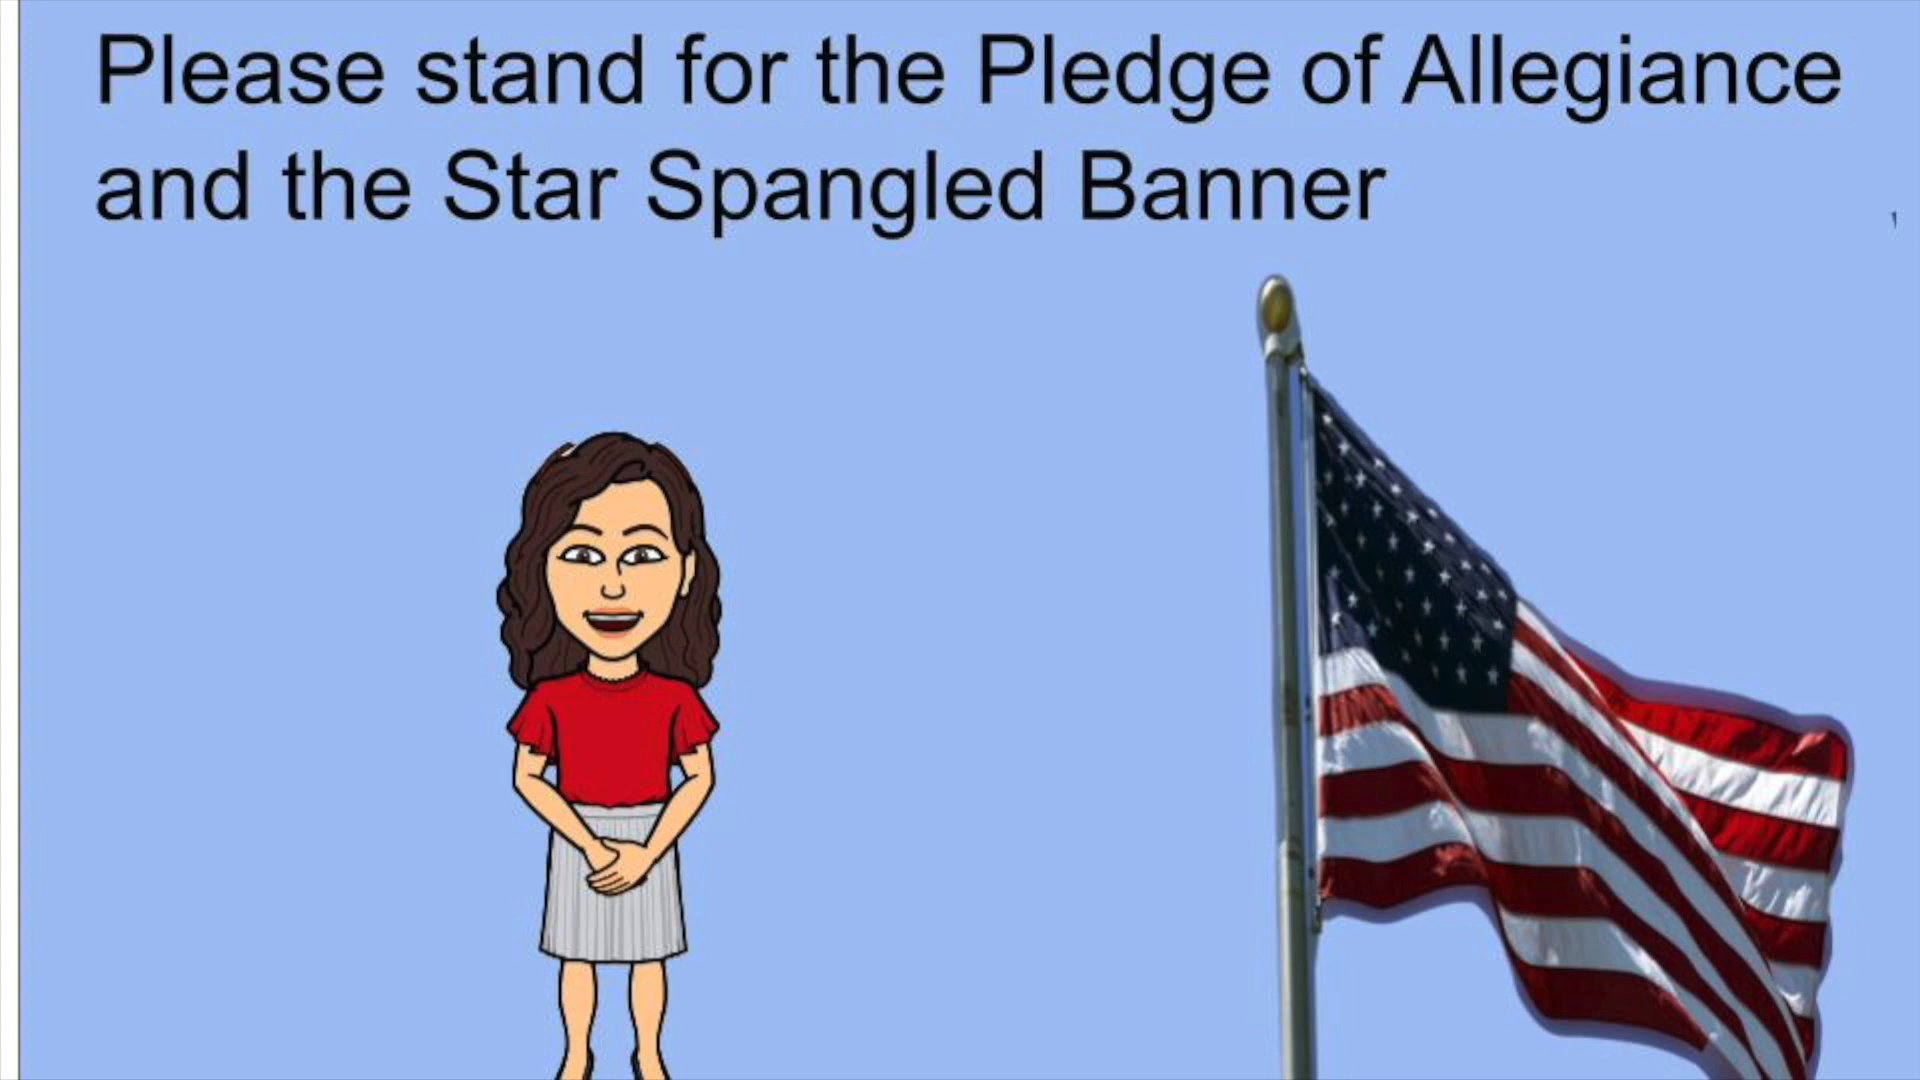 Please stand for the Pledge of Allegiance
and the Star Spangled Banner